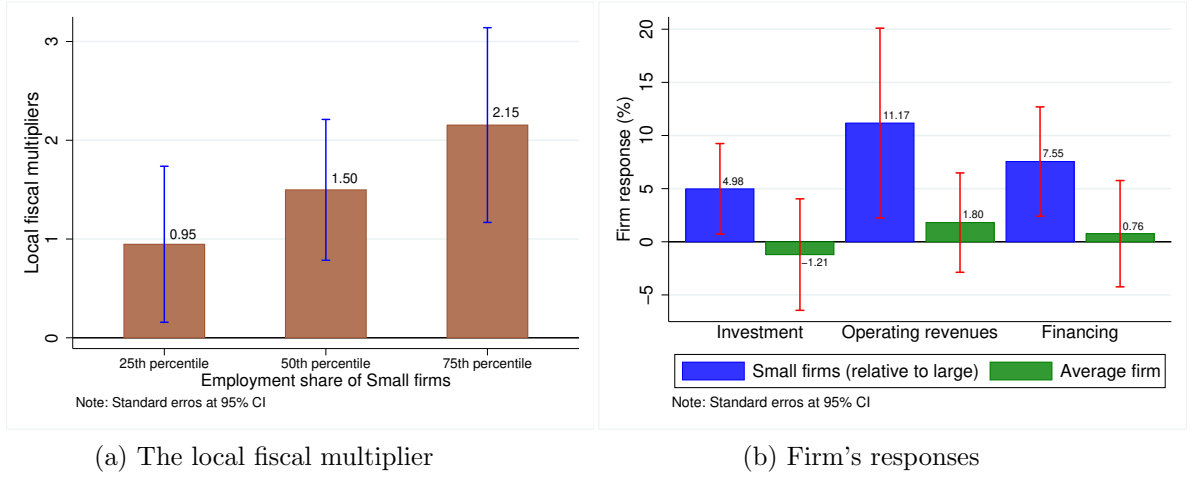 3
2
1
0
Local fiscal multipliers
0.95
1.50
2.15
25th percentile 50th percentile 75th percentile
Employment share of Small firms
Note: Standard erros at 95% CI
(a) The local fiscal multiplier
20
15
10
5
0
−5
Firm response (%)
4.98
−1.21
11.17
1.80
7.55
0.76
Investment Operating revenues Financing
Small firms (relative to large) Average firm
Note: Standard erros at 95% CI
(b) Firm's responses